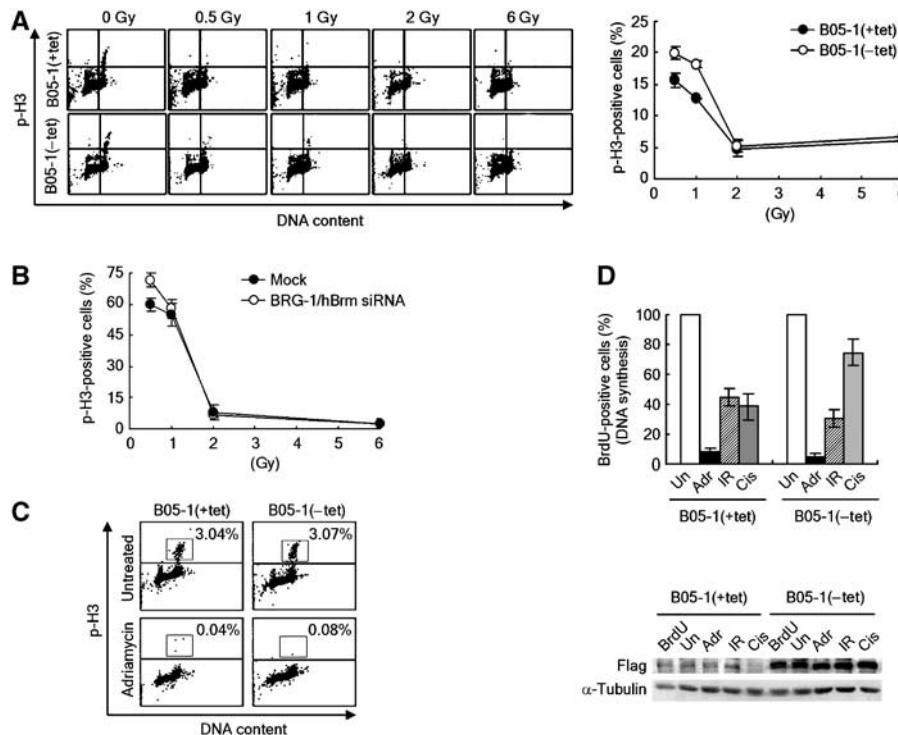 A
0 Gy 0.5 Gy 1 Gy 2 Gy 6 Gy
p-H3
B05-1(+tet)
B05-1(−tet)
DNA content
p-H3-positive cells (%)
25
20
15
10
5
0
0 1 2 3 4 5 6
(Gy)
B05-1(+tet)
B05-1(−tet)
B
p-H3-positive cells (%)
75
60
45
15
0
0 1 2 3 4 5 6
(Gy)
Mock
BRG-1/hBrm siRNA
C
B05-1(+tet) B05-1(−tet)
p-H3
Untreated
3.04% 3.07%
Adriamycin
0.04% 0.08%
DNA content
D
BrdU-positive cells (%)
(DNA synthesis)
100
80
60
40
20
0
Un Adr IR Cis Un Adr IR Cis
B05-1(+tet) B05-1(−tet)
B05-1(+tet) B05-1(−tet)
BrdU Un Adr IR Cis BrdU Un Adr IR Cis
Flag
α-Tubulin